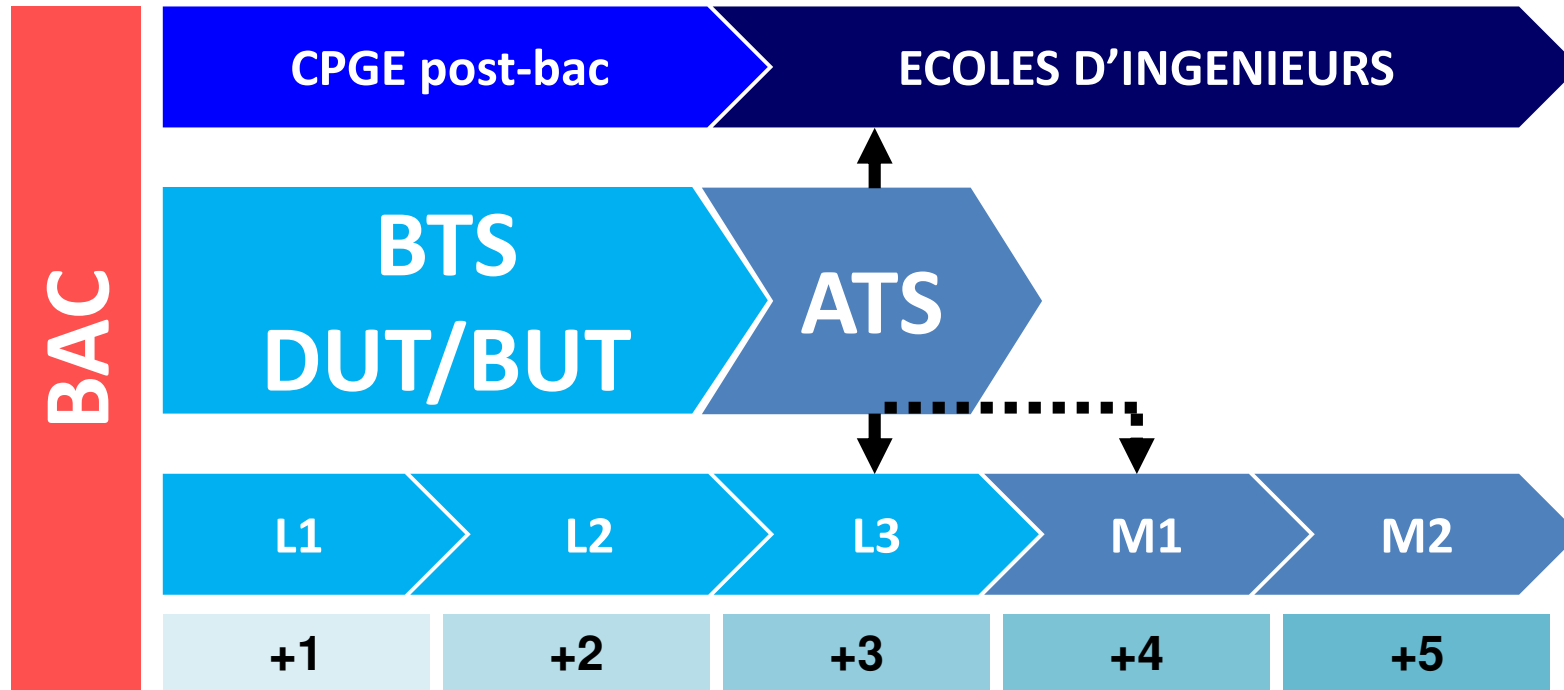 BAC
CPGE post-bac
ECOLES D’INGENIEURS
BTS
DUT/BUT
ATS
L1
L2
L3
M1
M2
+1
+2
+3
+4
+5